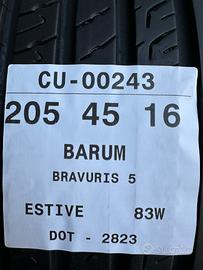 CU-00243
205 45 16
BARUM
BRAVURIS 5
ESTIVE 83W
DOT - 2823